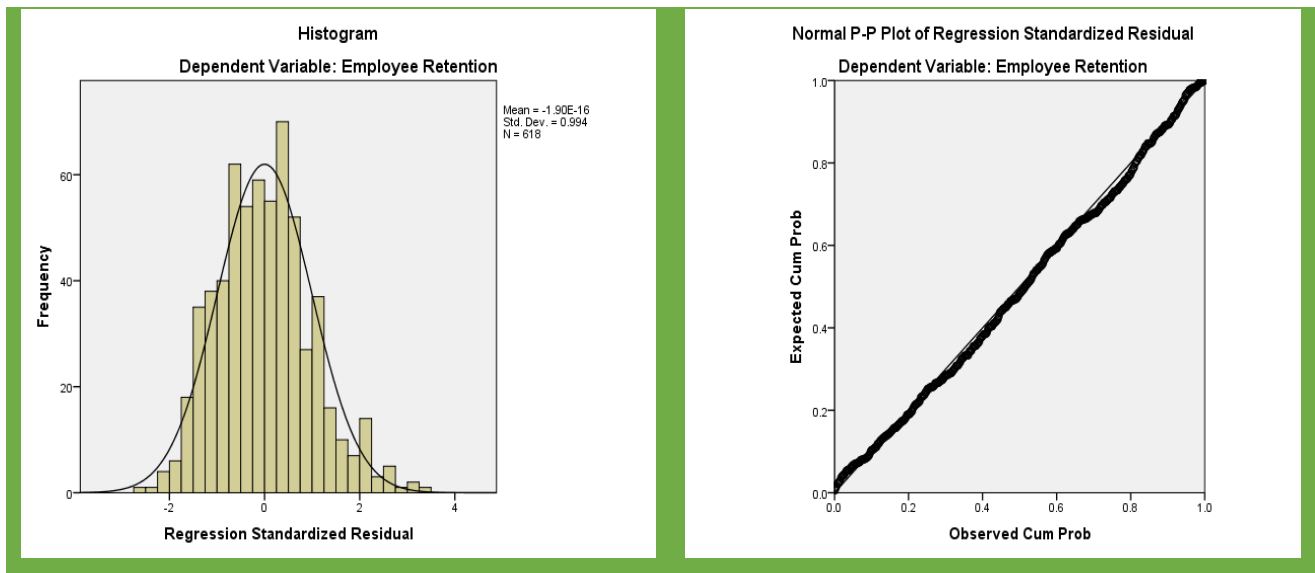 Histogram
Dependent Variable: Employee Retention
Mean = -1.90E-16
Std. Dev. = 0.994
N = 618
Frequency
60
40
20
0
-2 0 2 4
Regression Standardized Residual
Normal P-P Plot of Regression Standardized Residual
Dependent Variable: Employee Retention
Expected Cum Prob
1.0
0.8
0.6
0.4
0.2
0.0
0.0 0.2 0.4 0.6 0.8 1.0
Observed Cum Prob